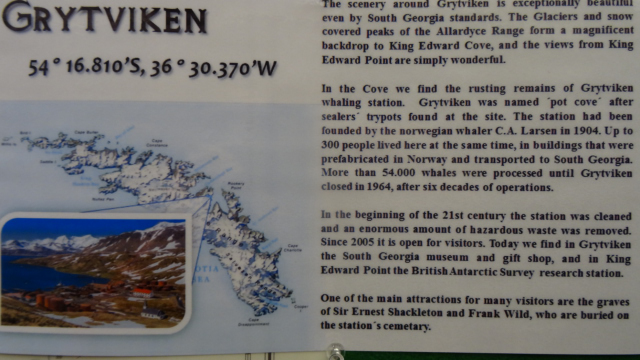 GRYTVIKEN
54° 16.810'S, 36° 30.370'W
The scenery around Grytviken is exceptionally beautiful
even by South Georgia standards. The Glaciers and snow
covered peaks of the Allardyce Range form a magnificent
backdrop to King Edward Cove, and the views from King
Edward Point are simply wonderful.
In the Cove we find the rusting remains of Grytviken
whaling station. Grytviken was named ´pot cove´ after
sealers´ trypots found at the site. The station had been
founded by the norwegian whaler C.A. Larsen in 1904. Up to
300 people lived here at the same time, in buildings that were
prefabricated in Norway and transported to South Georgia.
More than 54.000 whales were processed until Grytviken
closed in 1964, after six decades of operations.
In the beginning of the 21st century the station was cleaned
and an enormous amount of hazardous waste was removed.
Since 2005 it is open for visitors. Today we find in Grytviken
the South Georgia museum and gift shop, and in King
Edward Point the British Antarctic Survey research station.
One of the main attractions for many visitors are the graves
of Sir Ernest Shackleton and Frank Wild, who are buried on
the station´s cemetary.
Cape
Disappointment
Cape
Charlotte
SEA